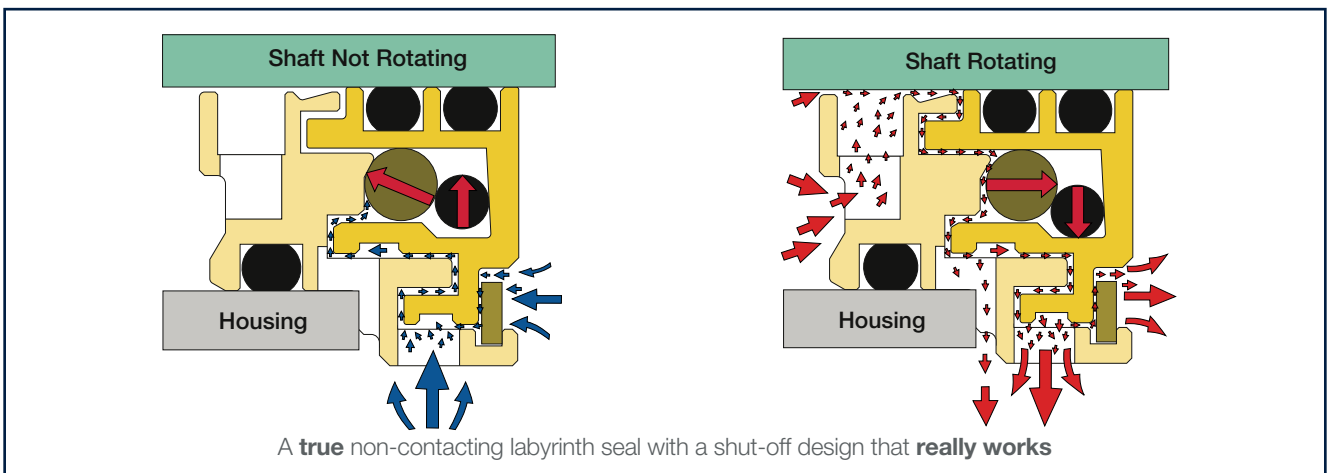 Shaft Not Rotating
Housing
Shaft Rotating
Housing
A true non-contacting labyrinth seal with a shut-off design that really works